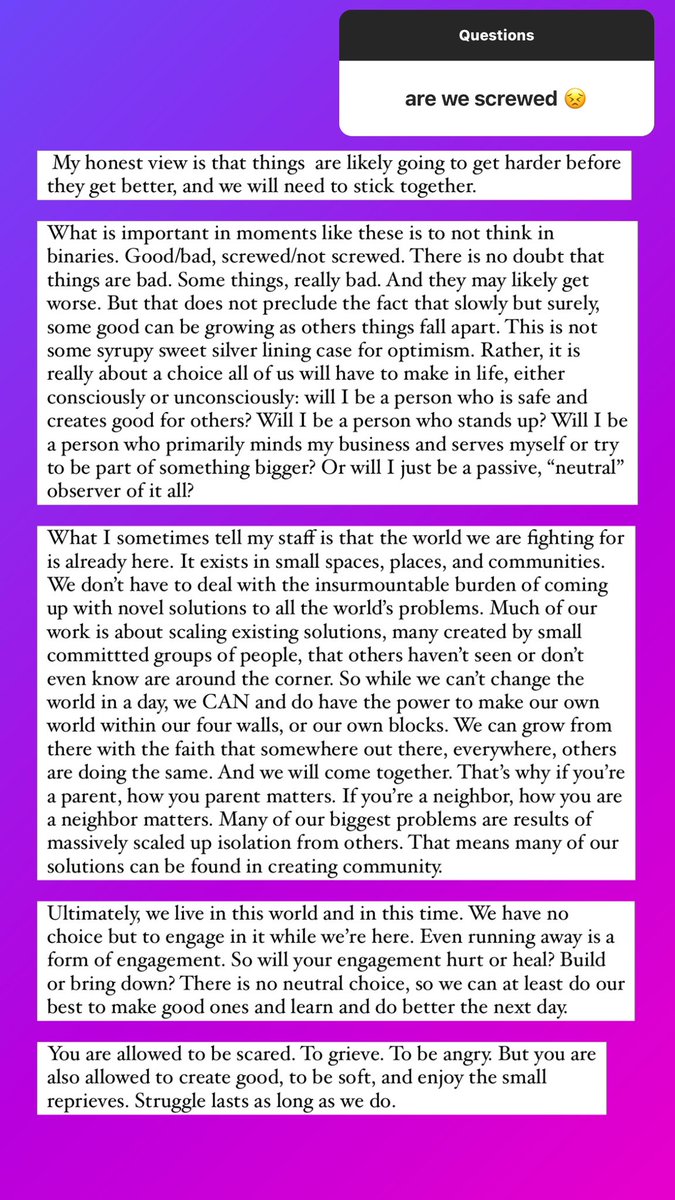 Questions
are we screwed 😣
My honest view is that things are likely going to get harder before
they get better, and we will need to stick together.
What is important in moments like these is to not think in
binaries. Good/bad, screwed/not screwed. There is no doubt that
things are bad. Some things, really bad. And they may likely get
worse. But that does not preclude the fact that slowly but surely,
some good can be growing as others things fall apart. This is not
some syrupy sweet silver lining case for optimism. Rather, it is
really about a choice all of us will have to make in life, either
consciously or unconsciously: will I be a person who is safe and
creates good for others? Will I be a person who stands up? Will I be
a person who primarily minds my business and serves myself or try
to be part of something bigger? Or will I just be a passive, “neutral”
observer of it all?
What I sometimes tell my staff is that the world we are fighting for
is already here. It exists in small spaces, places, and communities.
We don’t have to deal with the insurmountable burden of coming
up with novel solutions to all the world’s problems. Much of our
work is about scaling existing solutions, many created by small
committted groups of people, that others haven’t seen or don’t
even know are around the corner. So while we can’t change the
world in a day, we CAN and do have the power to make our own
world within our four walls, or our own blocks. We can grow from
there with the faith that somewhere out there, everywhere, others
are doing the same. And we will come together. That’s why if you’re
a parent, how you parent matters. If you’re a neighbor, how you are
a neighbor matters. Many of our biggest problems are results of
massively scaled up isolation from others. That means many of our
solutions can be found in creating community.
Ultimately, we live in this world and in this time. We have no
choice but to engage in it while we’re here. Even running away is a
form of engagement. So will your engagement hurt or heal? Build
or bring down? There is no neutral choice, so we can at least do our
best to make good ones and learn and do better the next day.
You are allowed to be scared. To grieve. To be angry. But you are
also allowed to create good, to be soft, and enjoy the small
reprieves. Struggle lasts as long as we do.